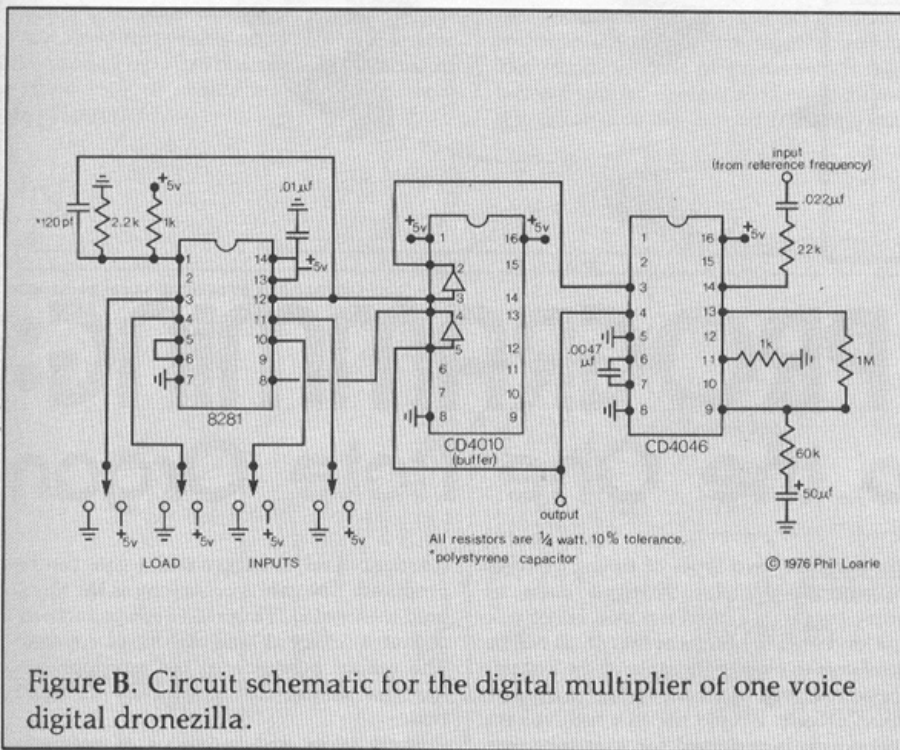 input
(from reference frequency)
.022µf
22k
+5v
.01µf
*120 pf
2.2k
1k
+5v
1
2
3
4
5
6
7
14
13
12
11
10
9
8
8281
+5v
1
2
3
4
5
6
7
8
+5v
16
15
14
13
12
11
10
9
CD4010
(buffer)
1
2
3
4
5
6
7
8
.0047
µf
+5v
16
15
14
13
12
11
10
9
CD4046
1k
1M
60k
+50µf
output
+5v
+5v
+5v
+5v
LOAD
INPUTS
All resistors are ¼ watt. 10% tolerance.
*polystyrene capacitor
© 1976 Phil Loarie
Figure B. Circuit schematic for the digital multiplier of one voice
digital dronezilla.